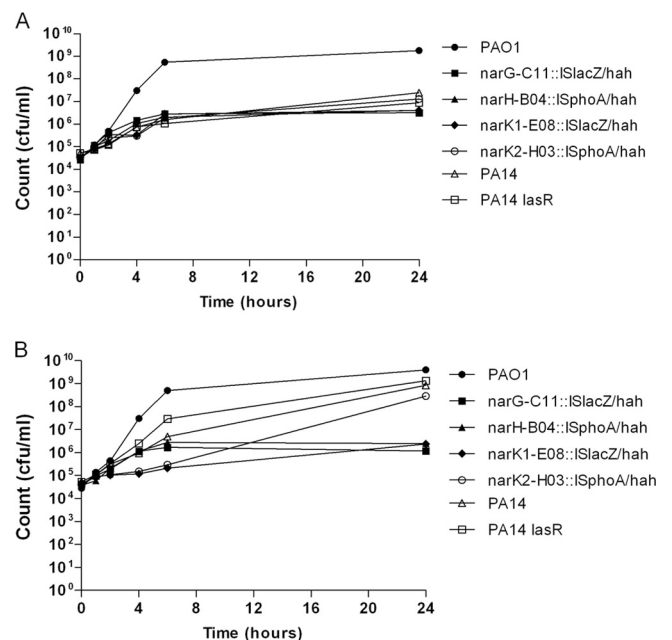 A
Count (cfu/ml)
10^10
10^9
10^8
10^7
10^6
10^5
10^4
10^3
10^2
10^1
10^0
0 4 8 12 16 20 24
Time (hours)
PAO1
narG-C11::ISlacZ/hah
narH-B04::ISphoA/hah
narK1-E08::ISlacZ/hah
narK2-H03::ISphoA/hah
PA14
PA14 lasR
B
Count (cfu/ml)
10^10
10^9
10^8
10^7
10^6
10^5
10^4
10^3
10^2
10^1
10^0
0 4 8 12 16 20 24
Time (hours)
PAO1
narG-C11::ISlacZ/hah
narH-B04::ISphoA/hah
narK1-E08::ISlacZ/hah
narK2-H03::ISphoA/hah
PA14
PA14 lasR